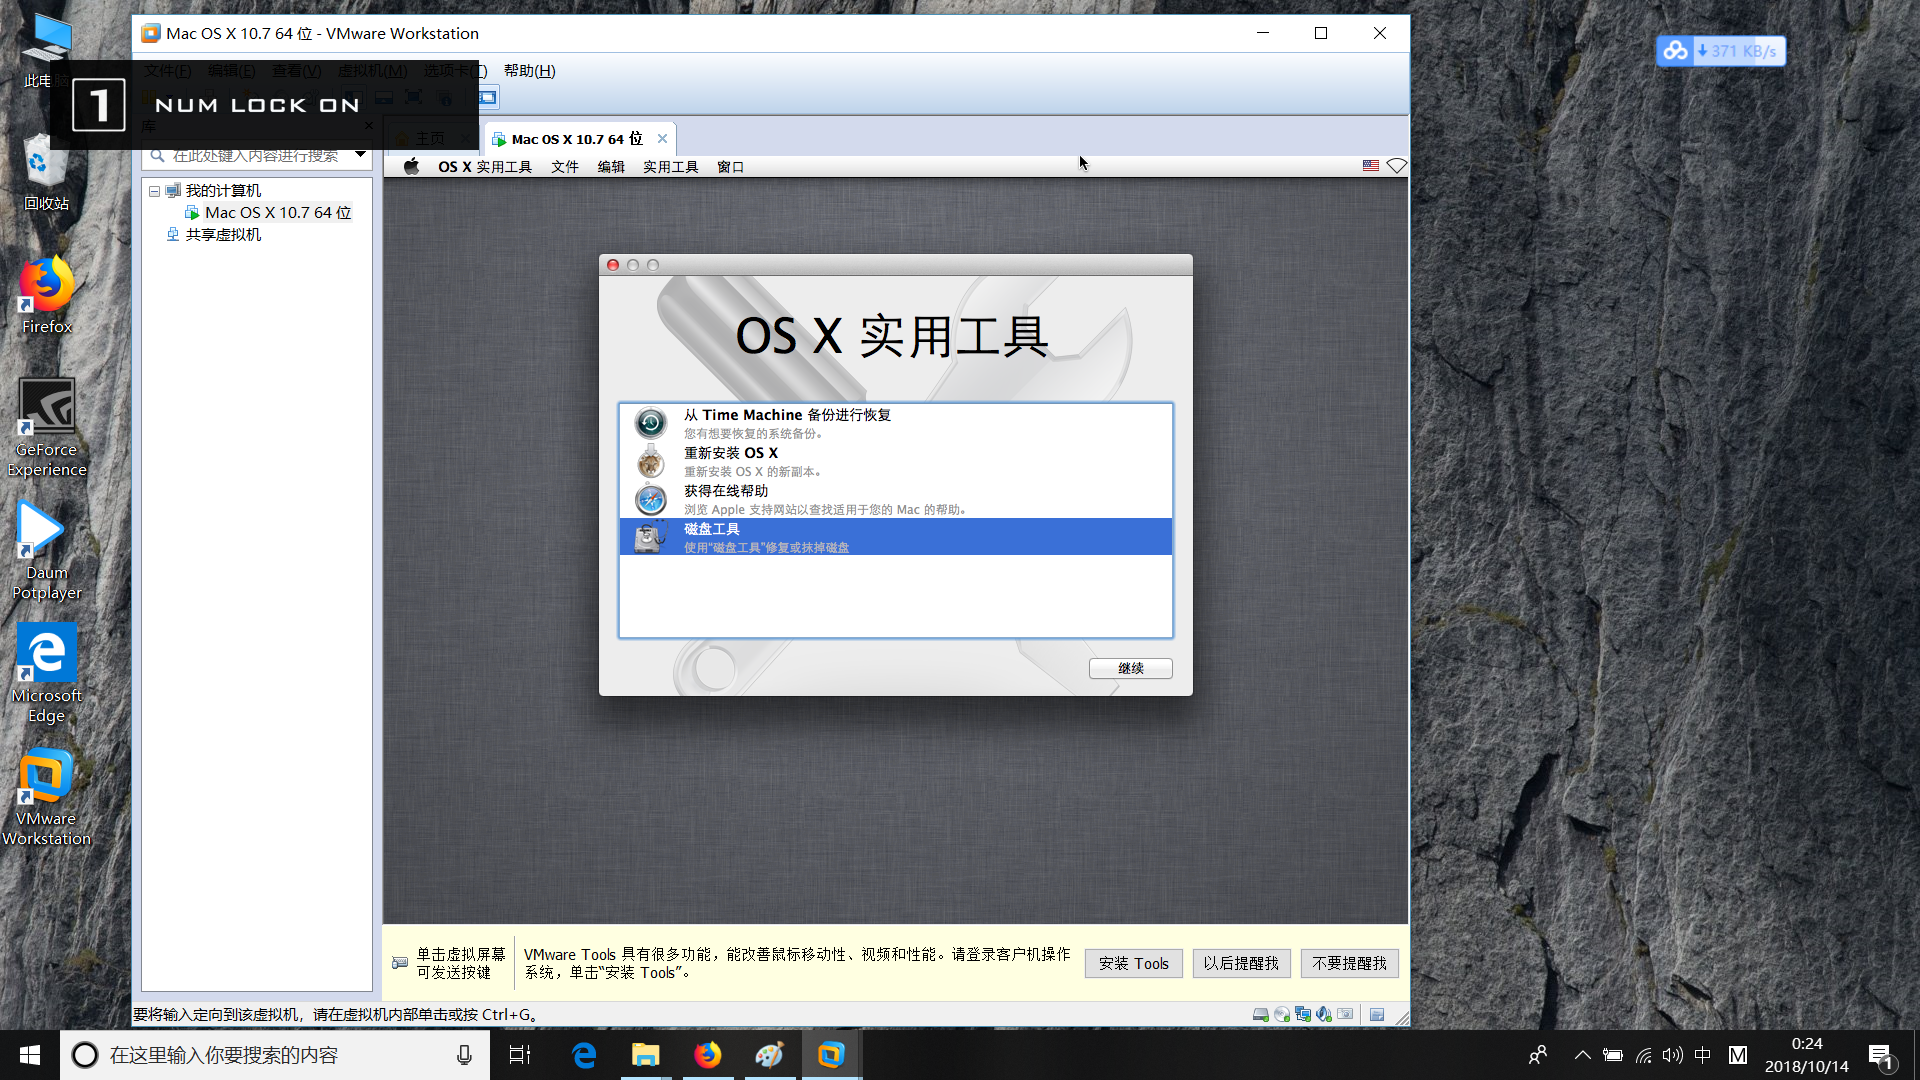 Mac OS X 10.7 64 位 - VMware Workstation
文件(F) 编辑(E) 查看(V) 虚拟机(M) 选项卡(T) 帮助(H)
1 NUM LOCK ON
库
主页
Mac OS X 10.7 64 位
在此处键入内容进行搜索
我的计算机
Mac OS X 10.7 64 位
共享虚拟机
OS X 实用工具 文件 编辑 实用工具 窗口
OS X 实用工具
从 Time Machine 备份进行恢复
您有想要恢复的系统备份。
重新安装 OS X
重新安装 OS X 的新副本。
获得在线帮助
浏览 Apple 支持网站以查找适用于您的 Mac 的帮助。
磁盘工具
使用“磁盘工具”修复或抹掉磁盘
继续
单击虚拟屏幕
可发送按键
VMware Tools 具有很多功能，能改善鼠标移动性、视频和性能。请登录客户机操作
系统，单击“安装 Tools”。
安装 Tools
以后提醒我
不要提醒我
要将输入定向到该虚拟机，请在虚拟机内部单击或按 Ctrl+G。
此电脑
回收站
Firefox
GeForce
Experience
Daum
Potplayer
Microsoft
Edge
VMware
Workstation
371 KB/s
在这里输入你要搜索的内容
中
M
0:24
2018/10/14
1